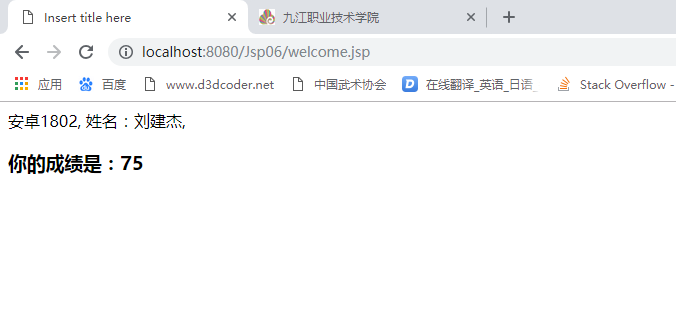 Insert title here 九江职业技术学院
localhost:8080/Jsp06/welcome.jsp
应用 百度 www.d3dcoder.net 中国武术协会 在线翻译_英语_日语_ Stack Overflow -
安卓1802, 姓名：刘建杰,
你的成绩是：75